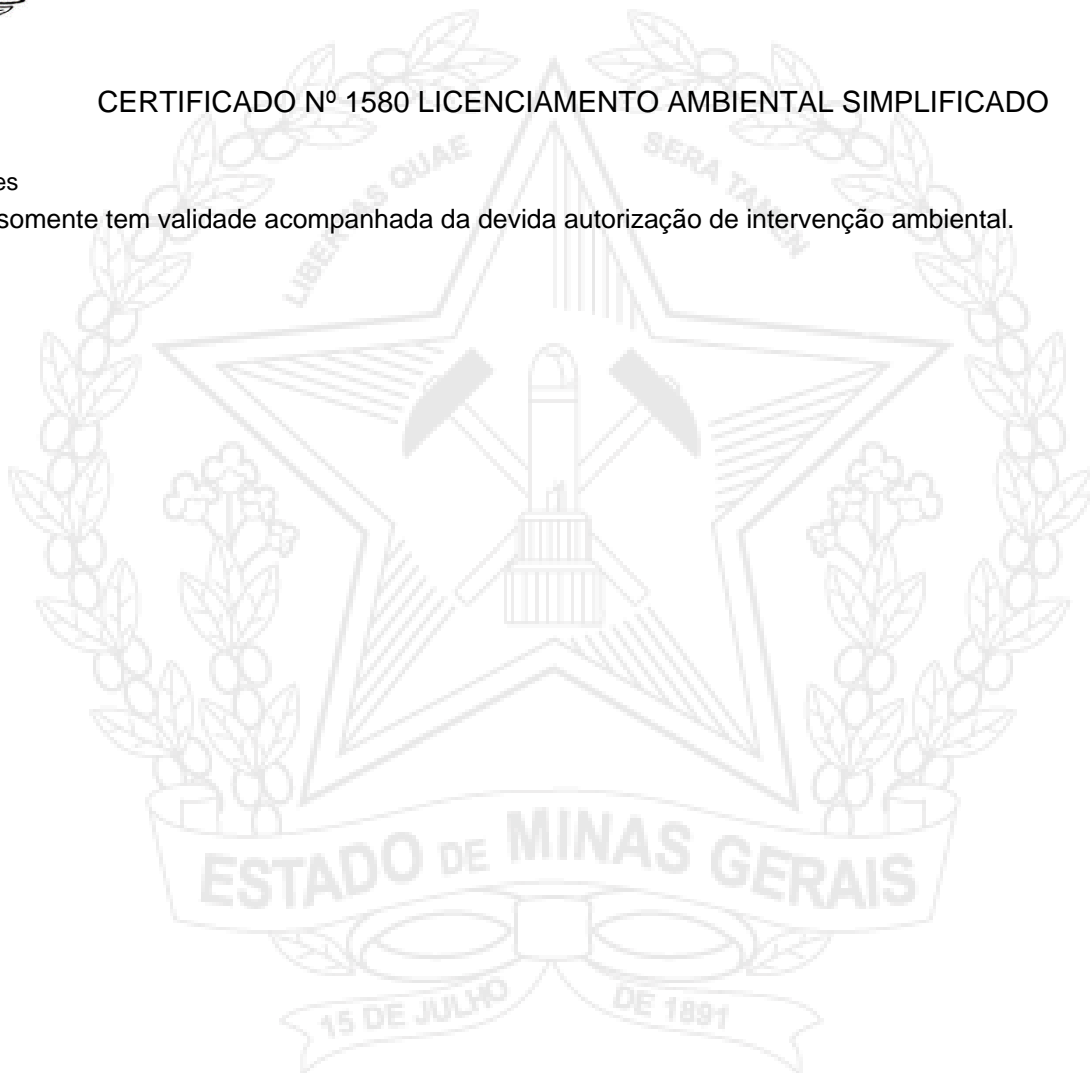 CERTIFICADO Nº 1580 LICENCIAMENTO AMBIENTAL SIMPLIFICADO
es
somente tem validade acompanhada da devida autorização de intervenção ambiental.
LIBERTAS QUAE SERA TAMEN
ESTADO DE MINAS GERAIS
15 DE JULHO DE 1891